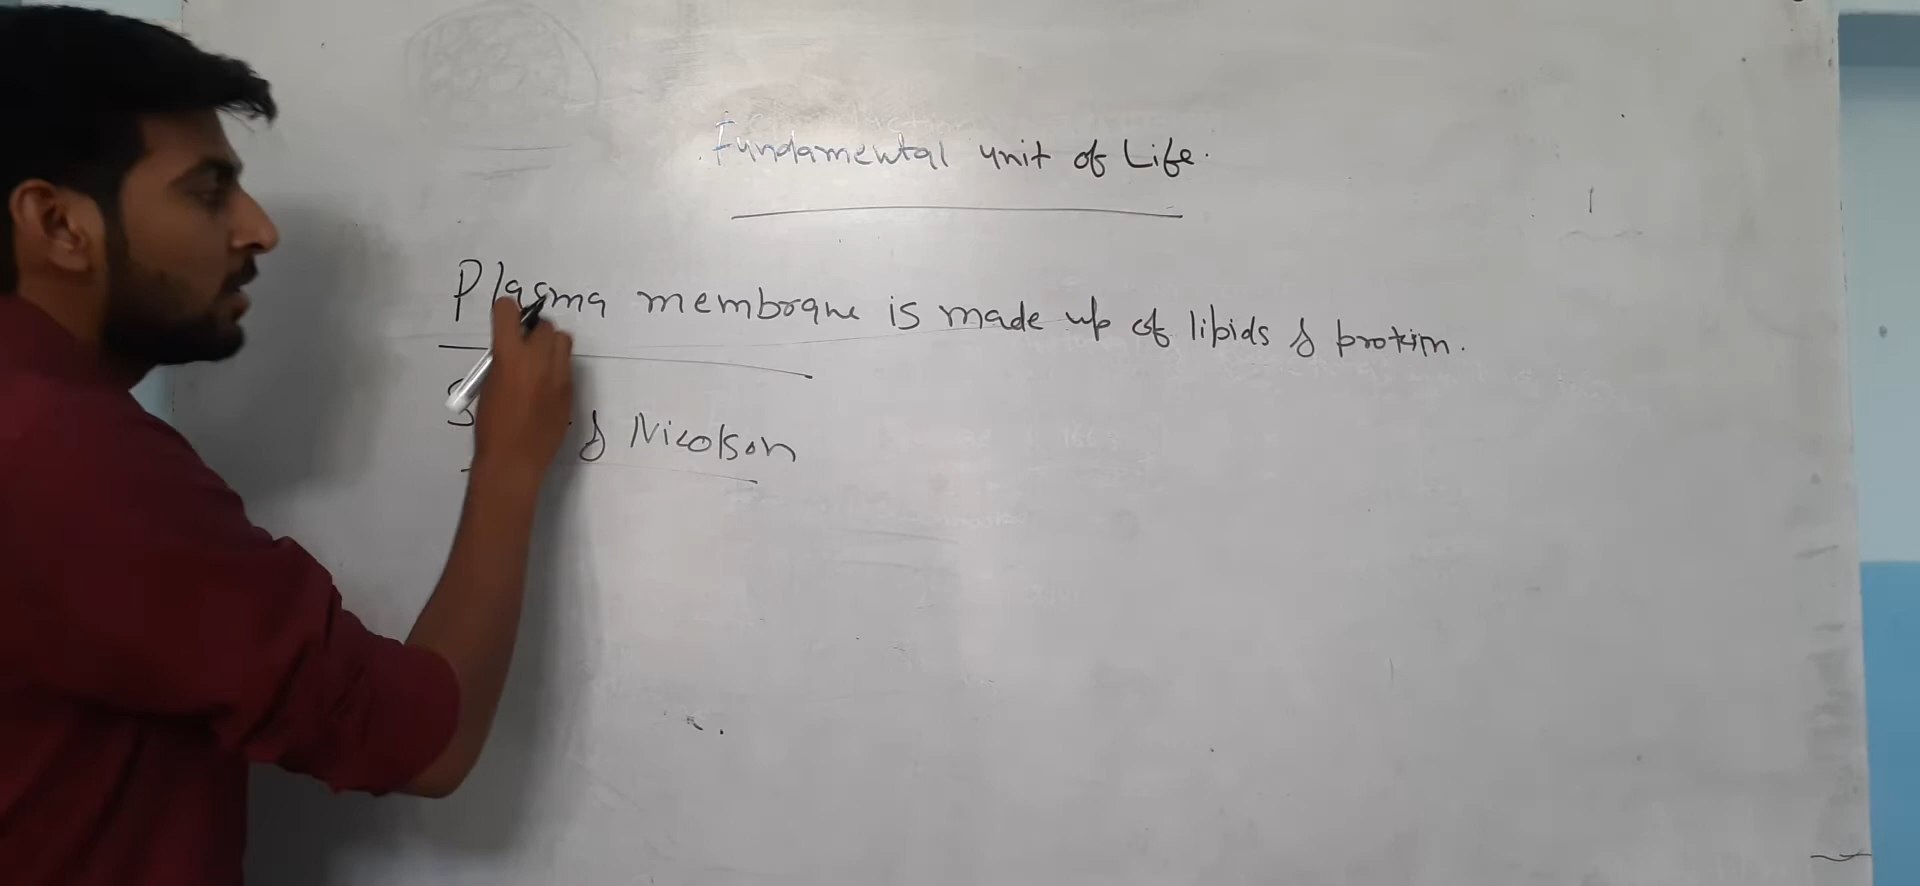 Fundamental unit of Life.
Plasma membrane is made up of lipids & protein.
& Nicolson